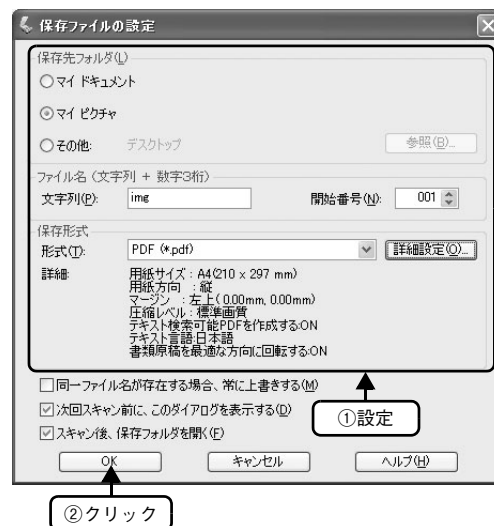 保存ファイルの設定
保存先フォルダ(L)
マイ ドキュメント
マイ ピクチャ
その他: デスクトップ 参照(B)...
ファイル名 (文字列 + 数字3桁)
文字列(P): img 開始番号(N): 001
保存形式
形式(T): PDF (*.pdf) 詳細設定(O)...
詳細: 用紙サイズ : A4(210 x 297 mm)
用紙方向 : 縦
マージン : 左上( 0.00mm, 0.00mm)
圧縮レベル : 標準画質
テキスト検索可能PDFを作成する:ON
テキスト言語:日本語
書類原稿を最適な方向に回転する:ON
同一ファイル名が存在する場合、常に上書きする(M)
次回スキャン前に、このダイアログを表示する(D)
スキャン後、保存フォルダを開く(F)
①設定
OK キャンセル ヘルプ(H)
②クリック